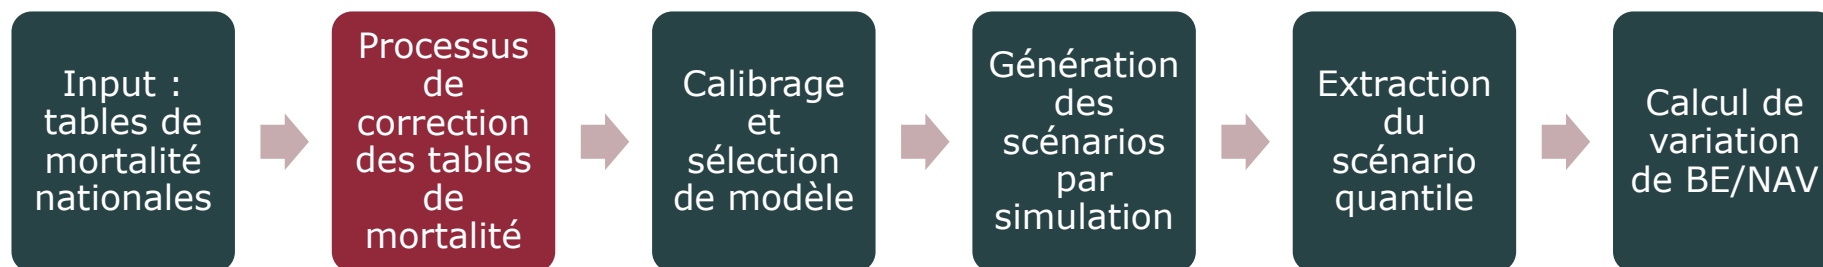 Input :
tables de
mortalité
nationales
Processus
de
correction
des tables
de
mortalité
Calibrage
et
sélection
de modèle
Génération
des
scénarios
par
simulation
Extraction
du
scénario
quantile
Calcul de
variation
de BE/NAV